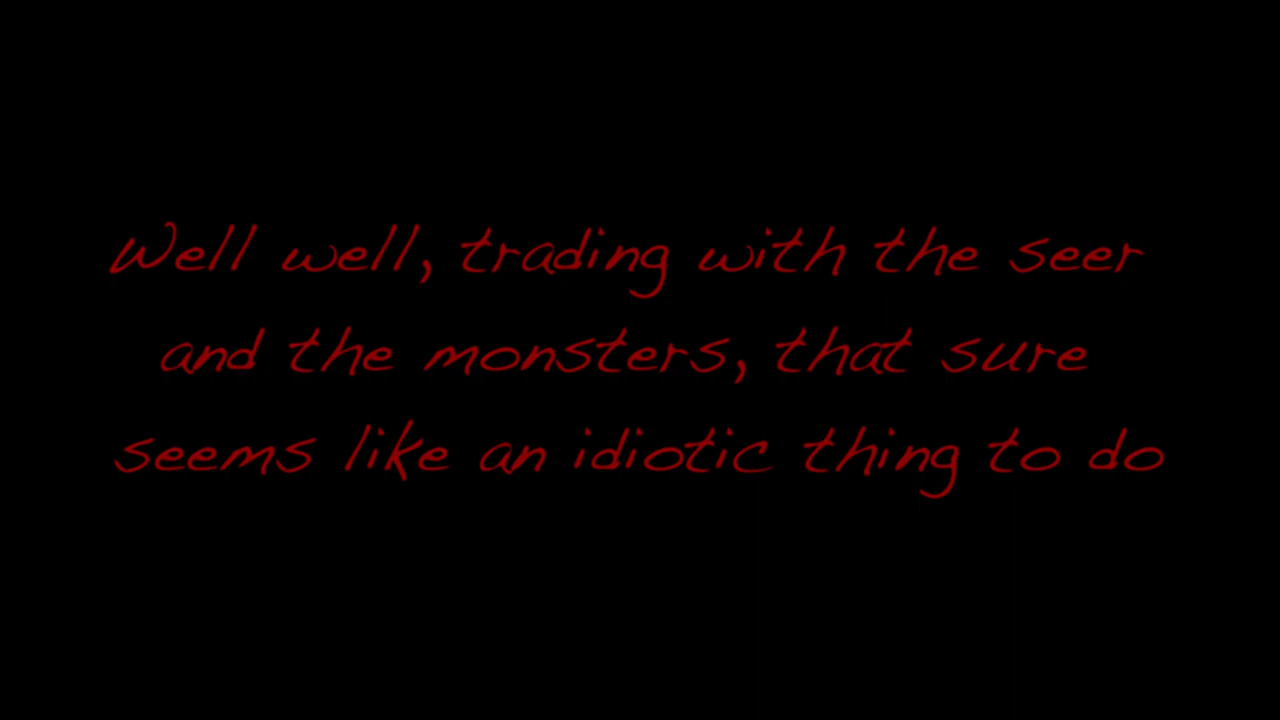 Well well, trading with the seer
and the monsters, that sure
seems like an idiotic thing to do